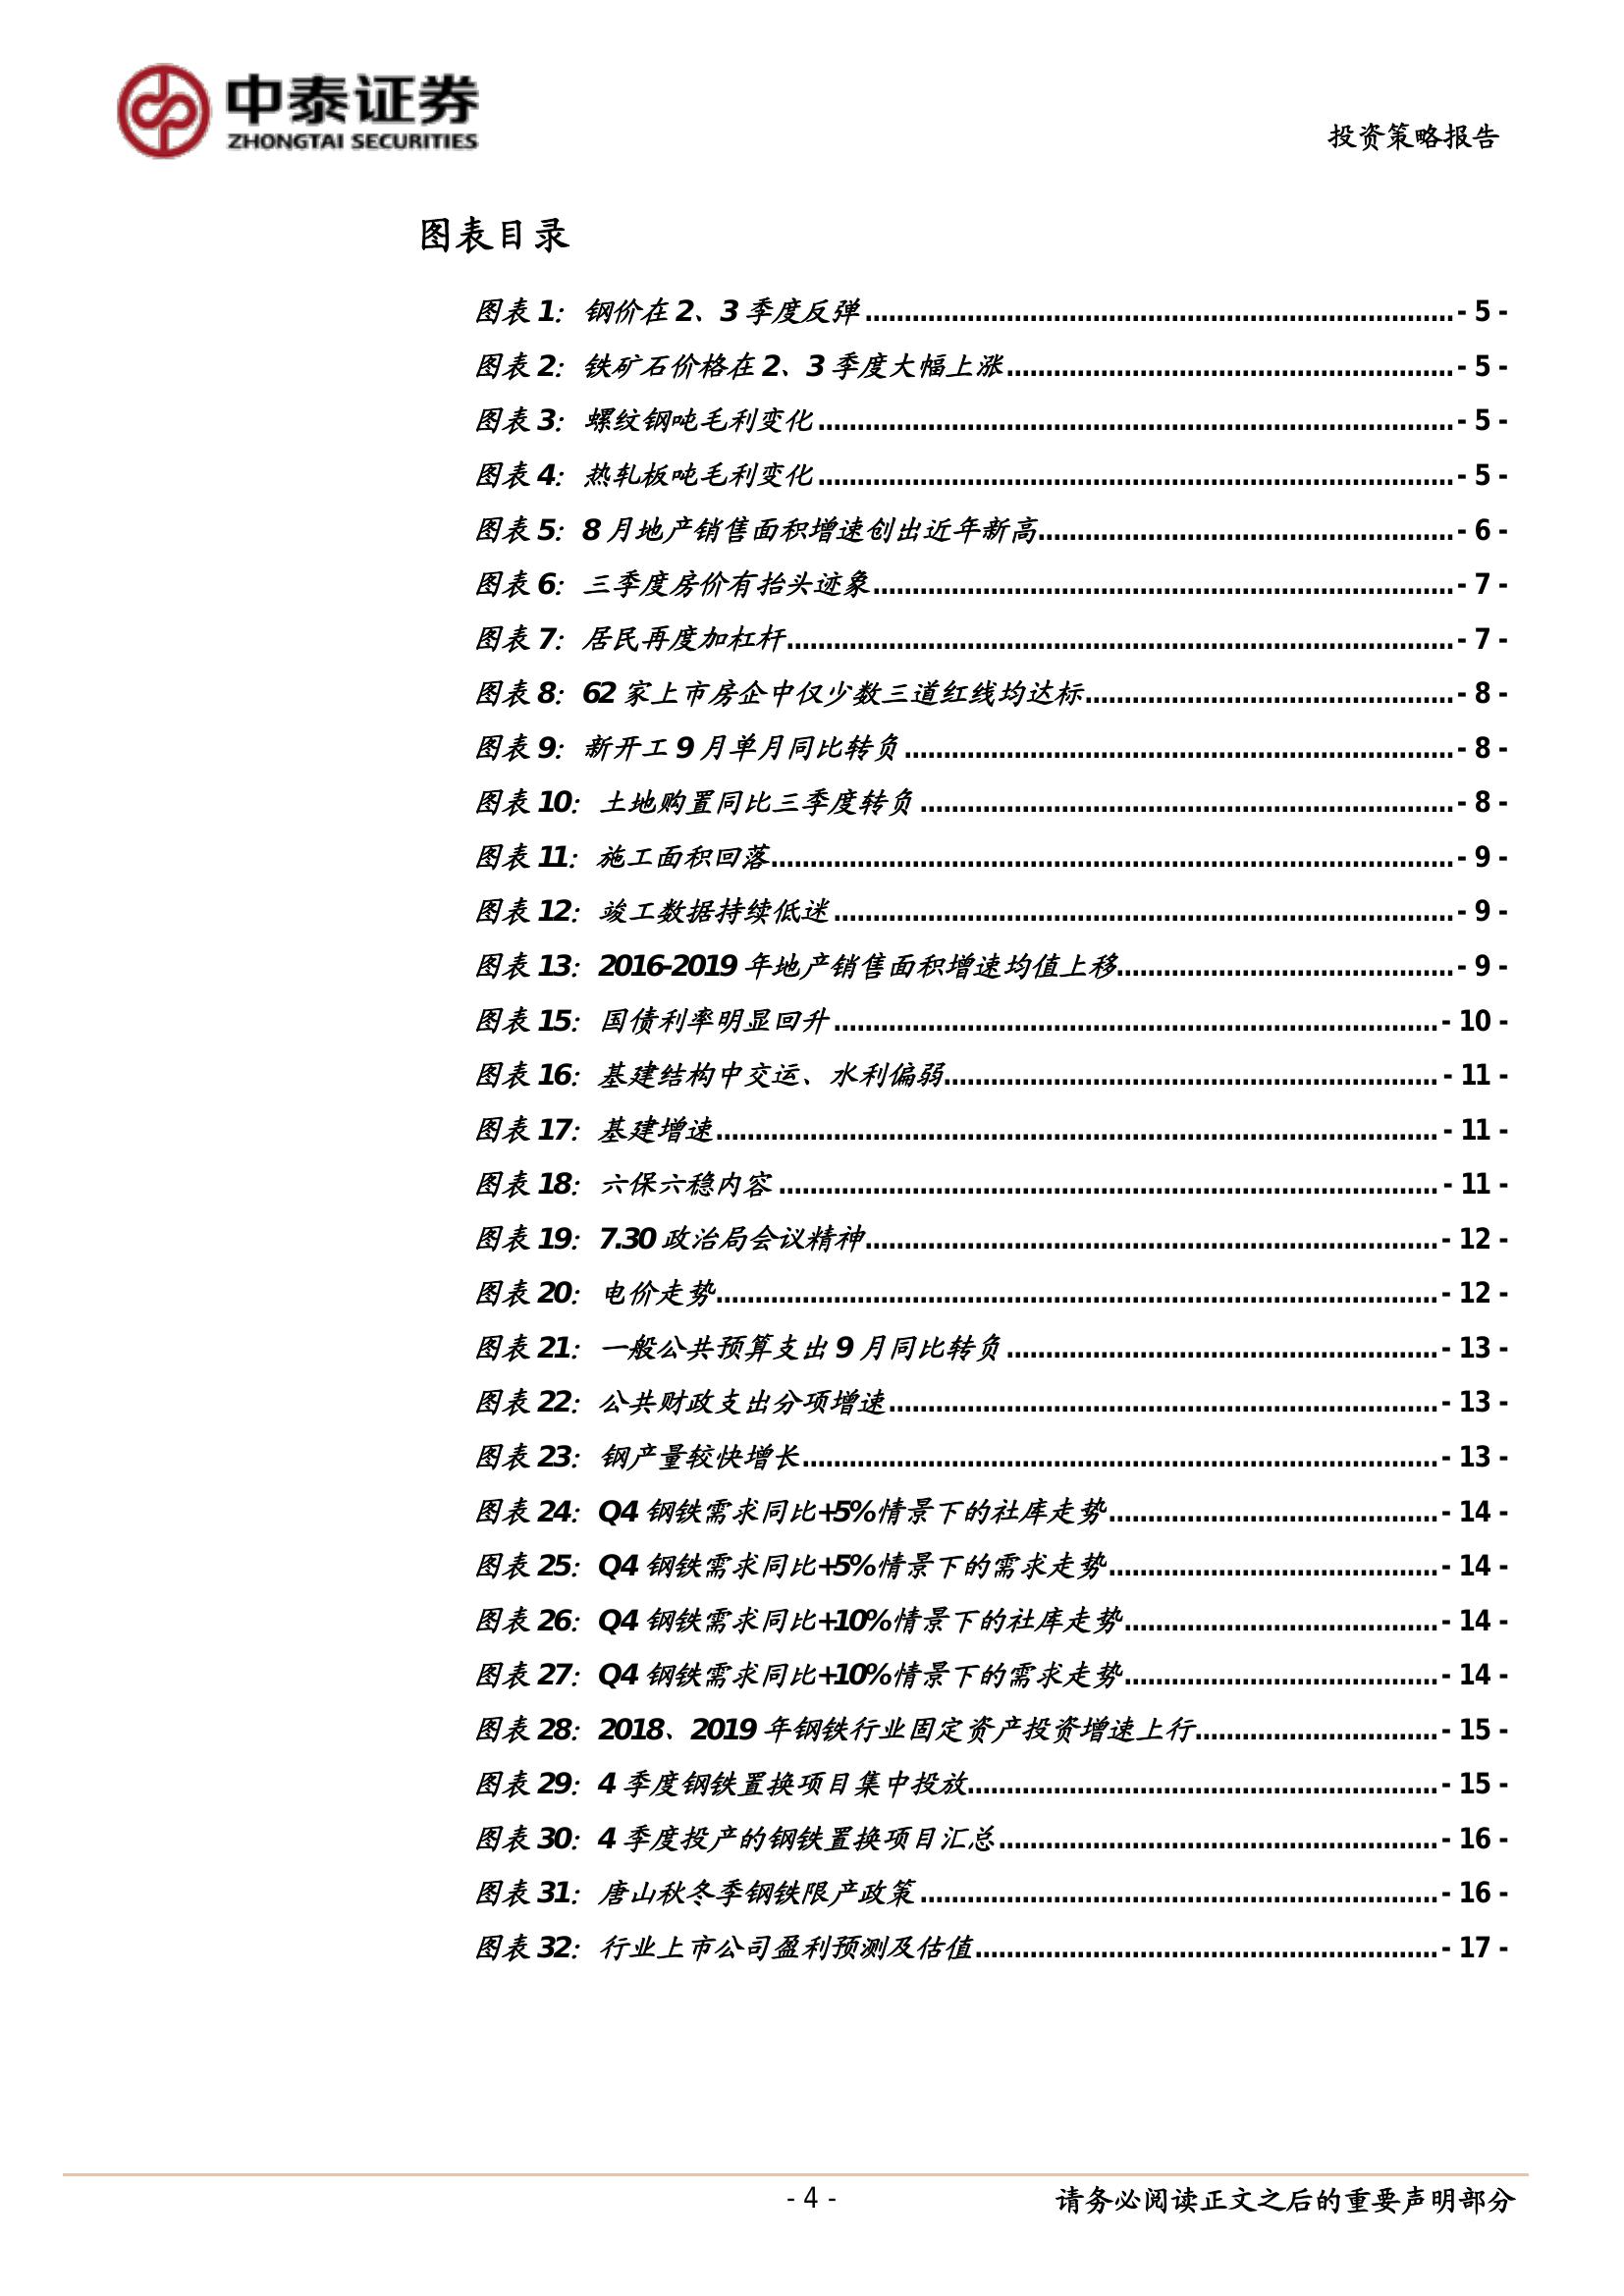 中泰证券
ZHONGTAI SECURITIES
投资策略报告
图表目录
图表 1：钢价在 2、3 季度反弹 - 5 -
图表 2：铁矿石价格在 2、3 季度大幅上涨 - 5 -
图表 3：螺纹钢吨毛利变化 - 5 -
图表 4：热轧板吨毛利变化 - 5 -
图表 5：8 月地产销售面积增速创出近年新高 - 6 -
图表 6：三季度房价有抬头迹象 - 7 -
图表 7：居民再度加杠杆 - 7 -
图表 8：62 家上市房企中仅少数三道红线均达标 - 8 -
图表 9：新开工 9 月单月同比转负 - 8 -
图表 10：土地购置同比三季度转负 - 8 -
图表 11：施工面积回落 - 9 -
图表 12：竣工数据持续低迷 - 9 -
图表 13：2016-2019 年地产销售面积增速均值上移 - 9 -
图表 15：国债利率明显回升 - 10 -
图表 16：基建结构中交运、水利偏弱 - 11 -
图表 17：基建增速 - 11 -
图表 18：六保六稳内容 - 11 -
图表 19：7.30 政治局会议精神 - 12 -
图表 20：电价走势 - 12 -
图表 21：一般公共预算支出 9 月同比转负 - 13 -
图表 22：公共财政支出分项增速 - 13 -
图表 23：钢产量较快增长 - 13 -
图表 24：Q4 钢铁需求同比+5%情景下的社库走势 - 14 -
图表 25：Q4 钢铁需求同比+5%情景下的需求走势 - 14 -
图表 26：Q4 钢铁需求同比+10%情景下的社库走势 - 14 -
图表 27：Q4 钢铁需求同比+10%情景下的需求走势 - 14 -
图表 28：2018、2019 年钢铁行业固定资产投资增速上行 - 15 -
图表 29：4 季度钢铁置换项目集中投放 - 15 -
图表 30：4 季度投产的钢铁置换项目汇总 - 16 -
图表 31：唐山秋冬季钢铁限产政策 - 16 -
图表 32：行业上市公司盈利预测及估值 - 17 -
- 4 -
请务必阅读正文之后的重要声明部分